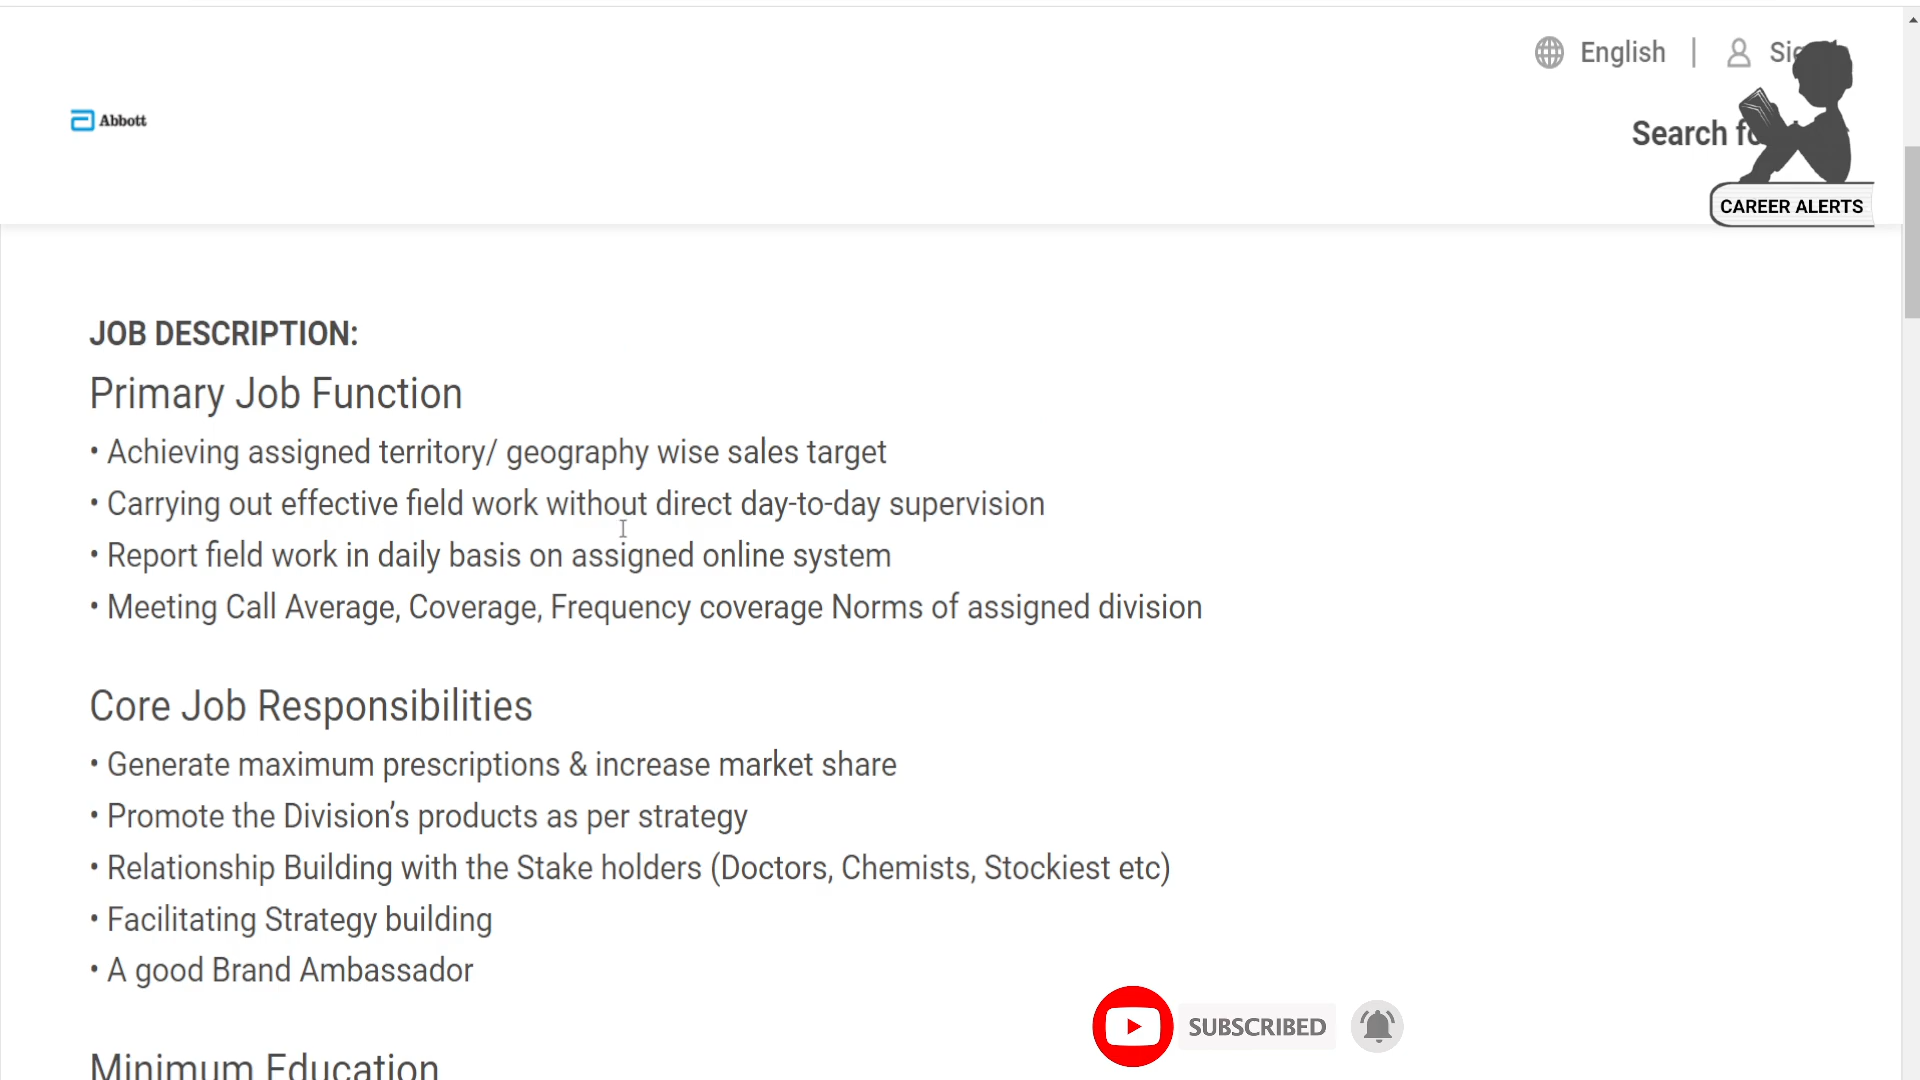 English
Abbott
Search
CAREER ALERTS
JOB DESCRIPTION:
Primary Job Function
• Achieving assigned territory/ geography wise sales target
• Carrying out effective field work without direct day-to-day supervision
• Report field work in daily basis on assigned online system
• Meeting Call Average, Coverage, Frequency coverage Norms of assigned division
Core Job Responsibilities
• Generate maximum prescriptions & increase market share
• Promote the Division’s products as per strategy
• Relationship Building with the Stake holders (Doctors, Chemists, Stockiest etc)
• Facilitating Strategy building
• A good Brand Ambassador
SUBSCRIBED
Minimum Education